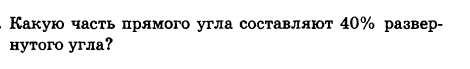 . Какую часть прямого угла составляют 40% развер-
нутого угла?